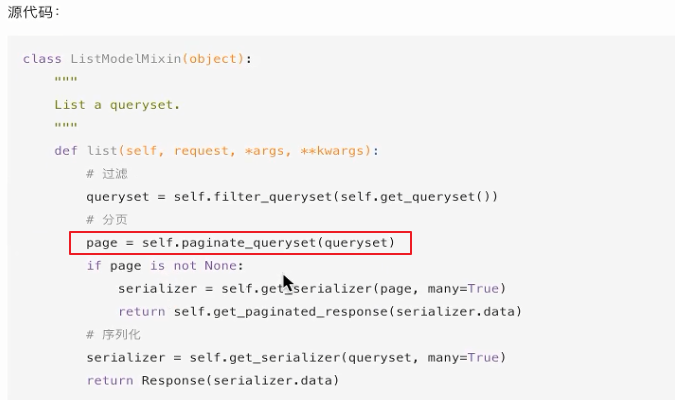 源代码：
class ListModelMixin(object):
"""
List a queryset.
"""
def list(self, request, *args, **kwargs):
# 过滤
queryset = self.filter_queryset(self.get_queryset())
# 分页
page = self.paginate_queryset(queryset)
if page is not None:
serializer = self.get_serializer(page, many=True)
return self.get_paginated_response(serializer.data)
# 序列化
serializer = self.get_serializer(queryset, many=True)
return Response(serializer.data)